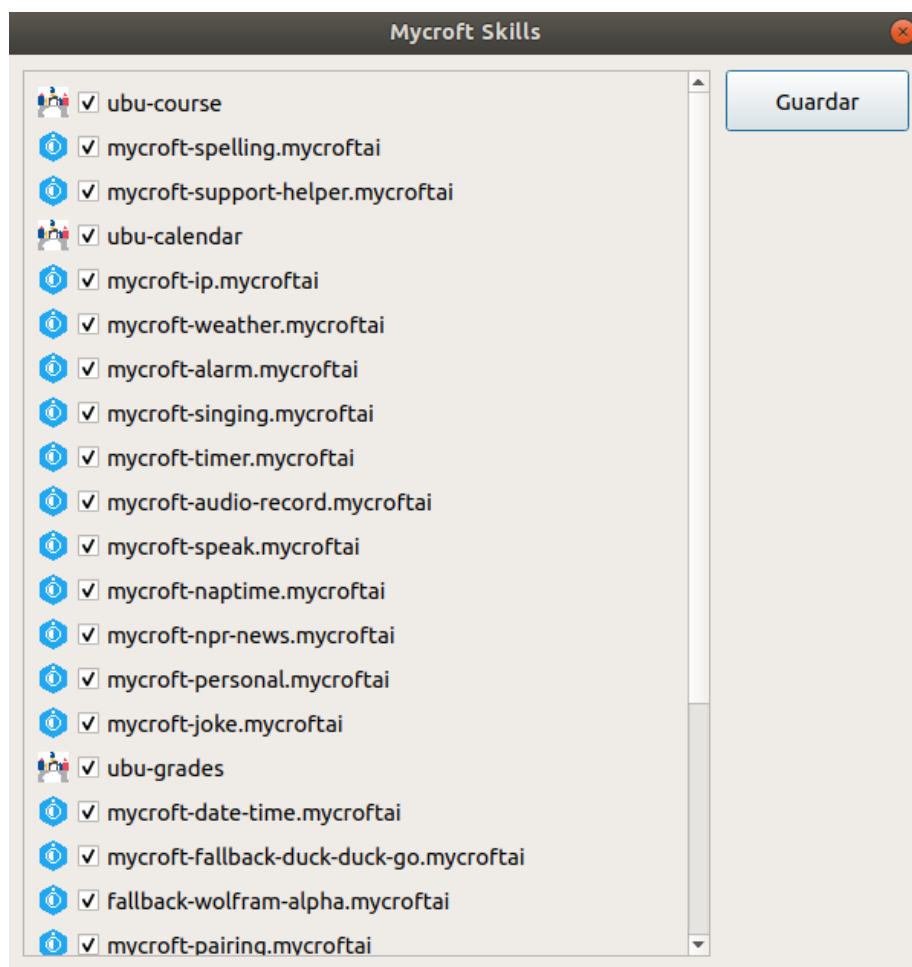 Mycroft Skills
ubu-course
Guardar
mycroft-spelling.mycroftai
mycroft-support-helper.mycroftai
ubu-calendar
mycroft-ip.mycroftai
mycroft-weather.mycroftai
mycroft-alarm.mycroftai
mycroft-singing.mycroftai
mycroft-timer.mycroftai
mycroft-audio-record.mycroftai
mycroft-speak.mycroftai
mycroft-naptime.mycroftai
mycroft-npr-news.mycroftai
mycroft-personal.mycroftai
mycroft-joke.mycroftai
ubu-grades
mycroft-date-time.mycroftai
mycroft-fallback-duck-duck-go.mycroftai
fallback-wolfram-alpha.mycroftai
mycroft-pairing.mycroftai